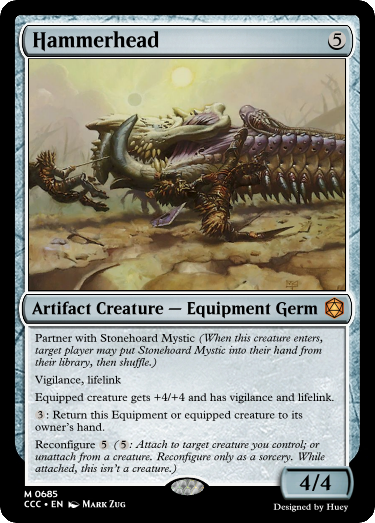 Hammerhead 5
Artifact Creature — Equipment Germ
Partner with Stonehoard Mystic (When this creature enters,
target player may put Stonehoard Mystic into their hand from
their library, then shuffle.)
Vigilance, lifelink
Equipped creature gets +4/+4 and has vigilance and lifelink.
3: Return this Equipment or equipped creature to its
owner's hand.
Reconfigure 5 (5: Attach to target creature you control; or
unattach from a creature. Reconfigure only as a sorcery. While
attached, this isn't a creature.)
4/4
M 0685
CCC • EN Mark Zug
Designed by Huey